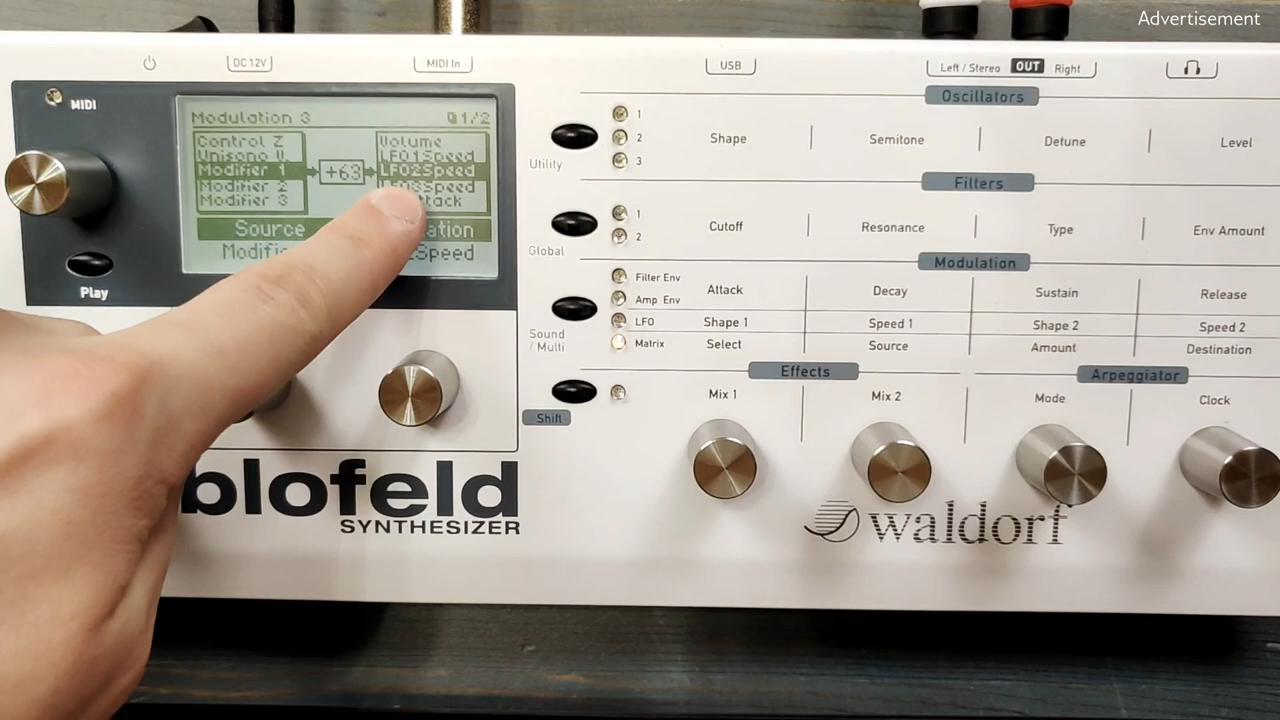 Advertisement
DC 12V
MIDI In
USB
Left / Stereo OUT Right
MIDI
Modulation 3 1/2
Control Z
Unisono V.
Modifier 1
Modifier 2
Modifier 3
+63
Volume
LFO1Speed
LFO2Speed
LFO3Speed
Source
Play
Utility
Global
Sound
/ Multi
Shift
Oscillators
1
2
3
Shape Semitone Detune Level
Filters
1
2
Cutoff Resonance Type Env Amount
Modulation
Filter Env
Amp Env
Attack Decay Sustain Release
LFO Shape 1 Speed 1 Shape 2 Speed 2
Matrix Select Source Amount Destination
Effects Arpeggiator
Mix 1 Mix 2 Mode Clock
blofeld
SYNTHESIZER
waldorf